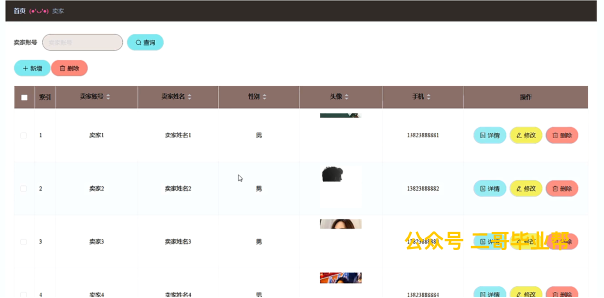 首页 (●'◡'●) 卖家
卖家账号 查询
+ 新增 删除
索引 卖家账号 卖家姓名 性别 头像 手机 操作
1 卖家1 卖家姓名1 男 13823888881 详情 修改 删除
2 卖家2 卖家姓名2 男 13823888882 详情 修改 删除
3 卖家3 卖家姓名3 男 13823888883 详情
公众号 二哥毕业帮
4 卖家4 卖家姓名4 男 13823888884 详情 修改 删除